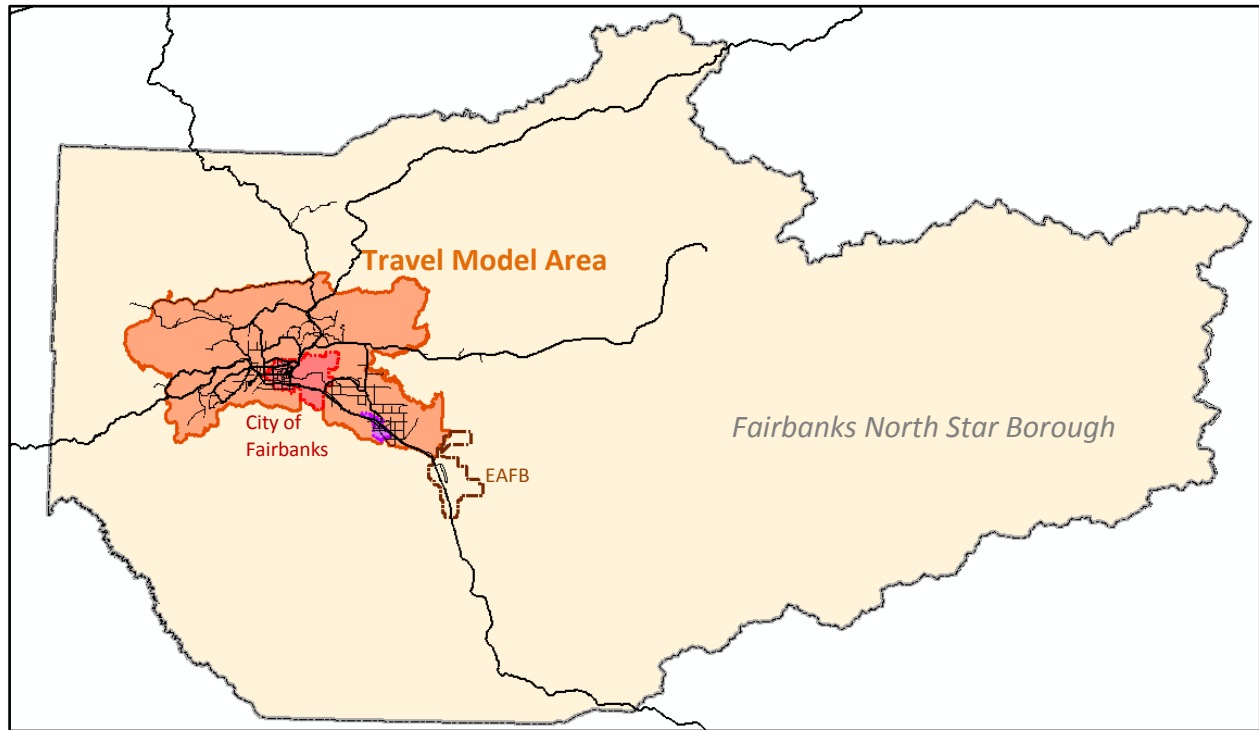 Travel Model Area
City of
Fairbanks
Fairbanks North Star Borough
EAFB